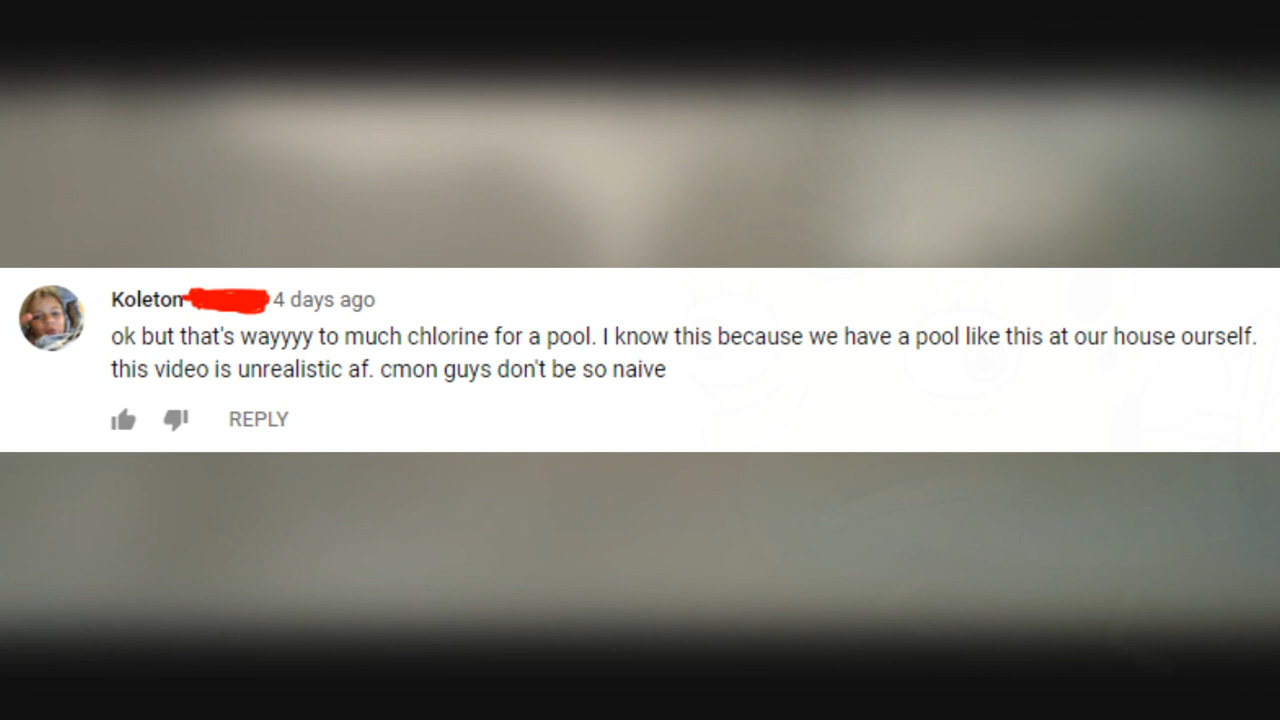 Koleton 4 days ago
ok but that's wayyyy to much chlorine for a pool. I know this because we have a pool like this at our house ourself.
this video is unrealistic af. cmon guys don't be so naive
REPLY